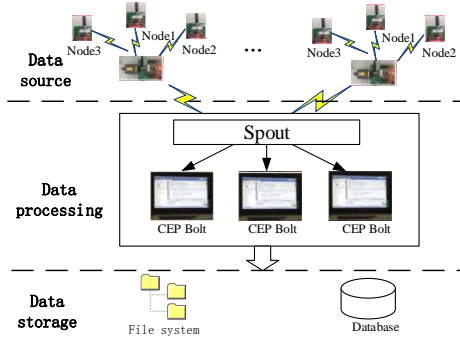 Node1
Node3
Node2
...
Node1
Node3
Node2
Data
source
Spout
Data
processing
CEP Bolt
CEP Bolt
CEP Bolt
Data
storage
File system
Database